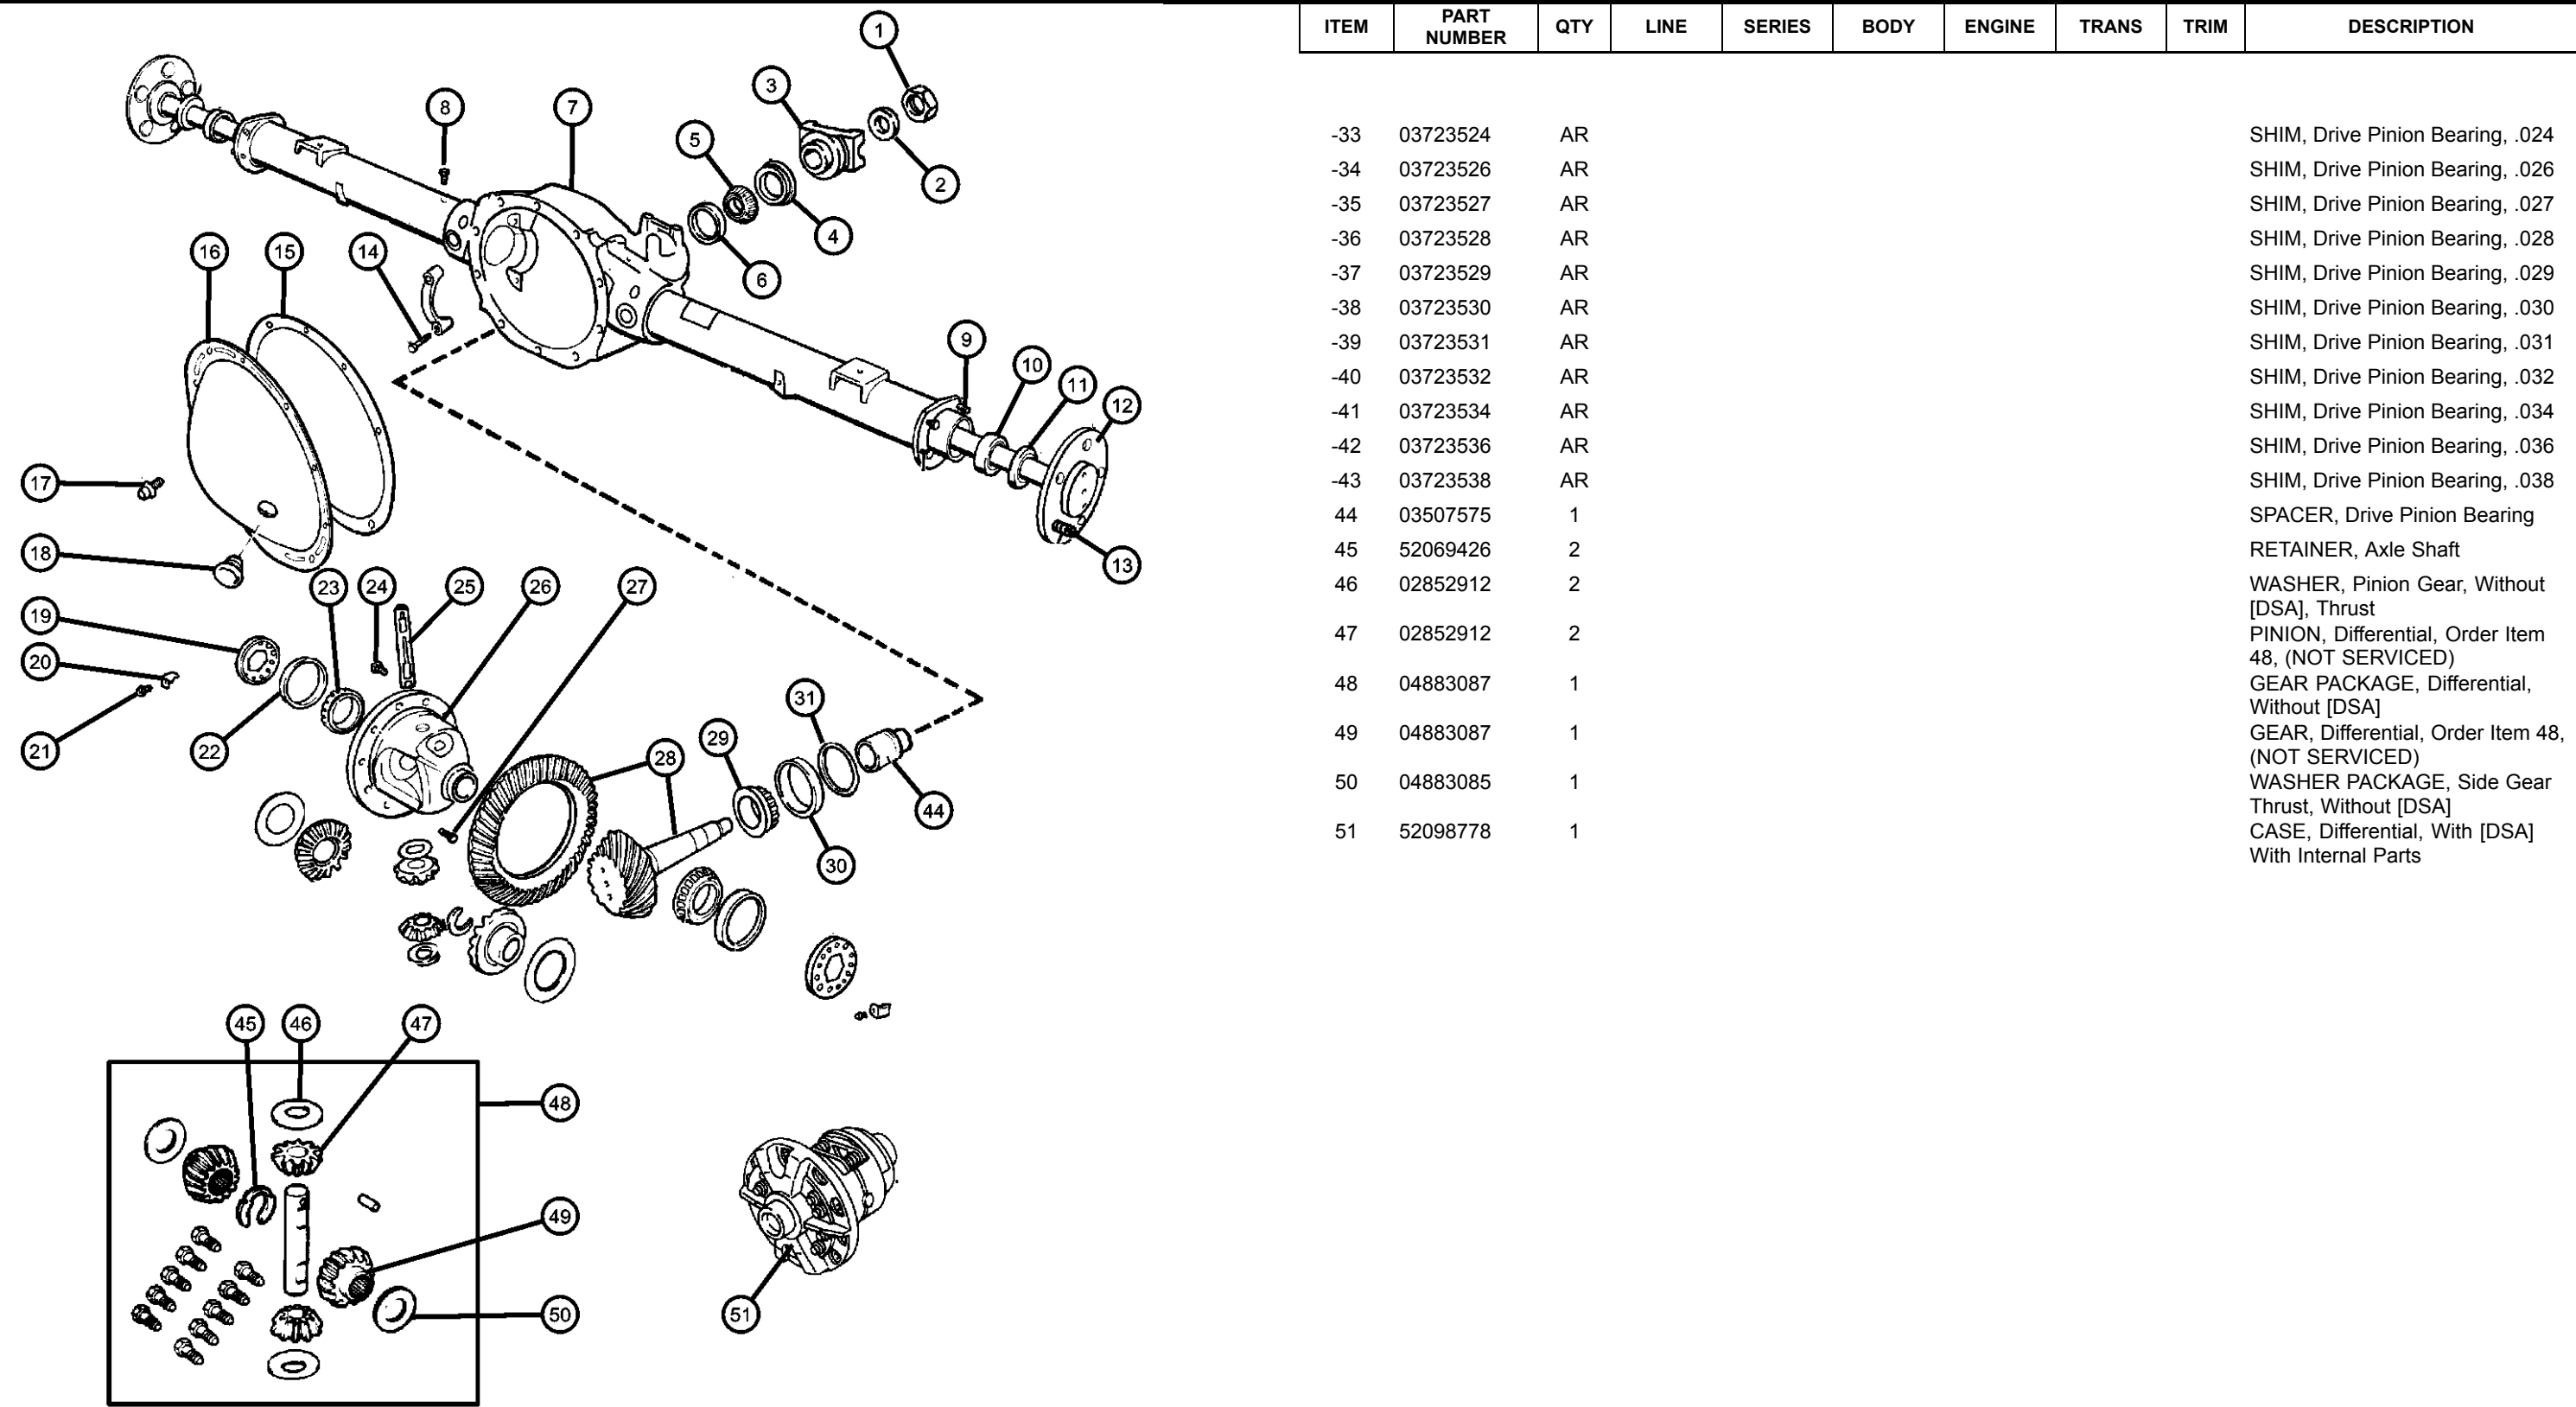 ITEM PART NUMBER QTY LINE SERIES BODY ENGINE TRANS TRIM DESCRIPTION
-33 03723524 AR SHIM, Drive Pinion Bearing, .024
-34 03723526 AR SHIM, Drive Pinion Bearing, .026
-35 03723527 AR SHIM, Drive Pinion Bearing, .027
-36 03723528 AR SHIM, Drive Pinion Bearing, .028
-37 03723529 AR SHIM, Drive Pinion Bearing, .029
-38 03723530 AR SHIM, Drive Pinion Bearing, .030
-39 03723531 AR SHIM, Drive Pinion Bearing, .031
-40 03723532 AR SHIM, Drive Pinion Bearing, .032
-41 03723534 AR SHIM, Drive Pinion Bearing, .034
-42 03723536 AR SHIM, Drive Pinion Bearing, .036
-43 03723538 AR SHIM, Drive Pinion Bearing, .038
44 03507575 1 SPACER, Drive Pinion Bearing
45 52069426 2 RETAINER, Axle Shaft
46 02852912 2 WASHER, Pinion Gear, Without
[DSA], Thrust
47 02852912 2 PINION, Differential, Order Item
48, (NOT SERVICED)
48 04883087 1 GEAR PACKAGE, Differential,
Without [DSA]
49 04883087 1 GEAR, Differential, Order Item 48,
(NOT SERVICED)
50 04883085 1 WASHER PACKAGE, Side Gear
Thrust, Without [DSA]
51 52098778 1 CASE, Differential, With [DSA]
With Internal Parts
1
3
8
7
5
2
4
16
15
14
6
9
10
11
12
17
18
13
23
24
25
26
27
19
20
31
21
22
29
28
44
30
45
46
47
48
49
50
51